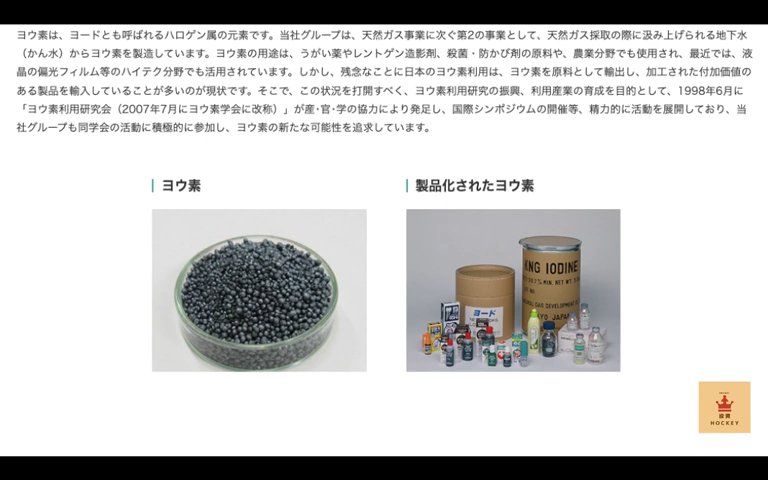 ヨウ素は、ヨードとも呼ばれるハロゲン属の元素です。当社グループは、天然ガス事業に次ぐ第2の事業として、天然ガス採取の際に汲み上げられる地下水
（かん水）からヨウ素を製造しています。ヨウ素の用途は、うがい薬やレントゲン造影剤、殺菌・防かび剤の原料や、農業分野でも使用され、最近では、液
晶の偏光フィルム等のハイテク分野でも活用されています。しかし、残念なことに日本のヨウ素利用は、ヨウ素を原料として輸出し、加工された付加価値の
ある製品を輸入していることが多いのが現状です。そこで、この状況を打開すべく、ヨウ素利用研究の振興、利用産業の育成を目的として、1998年6月に
「ヨウ素利用研究会（2007年7月にヨウ素学会に改称）」が産・官・学の協力により発足し、国際シンポジウムの開催等、精力的に活動を展開しており、当
社グループも同学会の活動に積極的に参加し、ヨウ素の新たな可能性を追求しています。
ヨウ素
製品化されたヨウ素
KNG IODINE
ヨード
TOKYO JAPAN
投資
HOCKEY